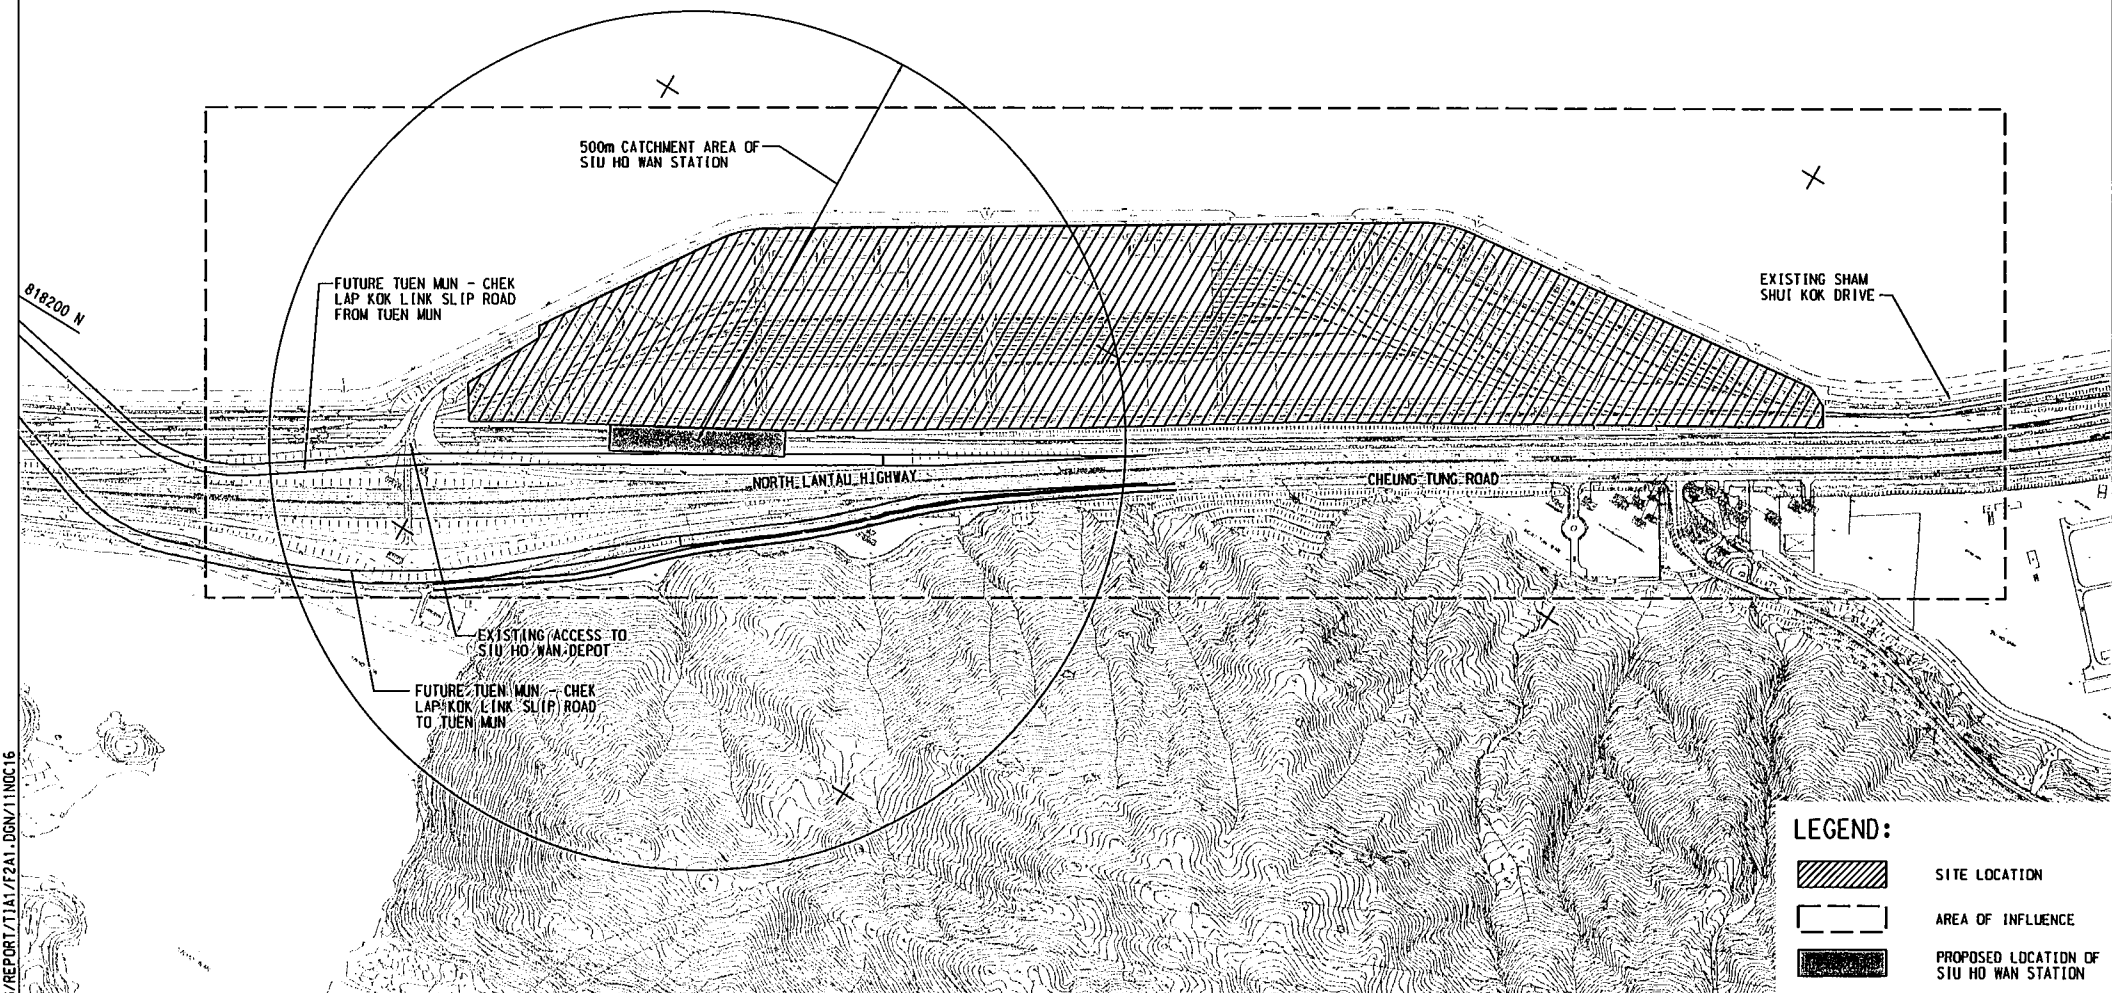 500m CATCHMENT AREA OF
SIU HO WAN STATION
818200 N
FUTURE TUEN MUN - CHEK
LAP KOK LINK SLIP ROAD
FROM TUEN MUN
EXISTING SHAM
SHUI KOK DRIVE
NORTH LANTAU HIGHWAY
CHEUNG TUNG ROAD
EXISTING ACCESS TO
SIU HO WAN DEPOT
FUTURE TUEN MUN - CHEK
LAP KOK LINK SLIP ROAD
TO TUEN MUN
/REPORT/T1A1/F2A1.DGN/11NOC16
LEGEND:
SITE LOCATION
AREA OF INFLUENCE
PROPOSED LOCATION OF
SIU HO WAN STATION